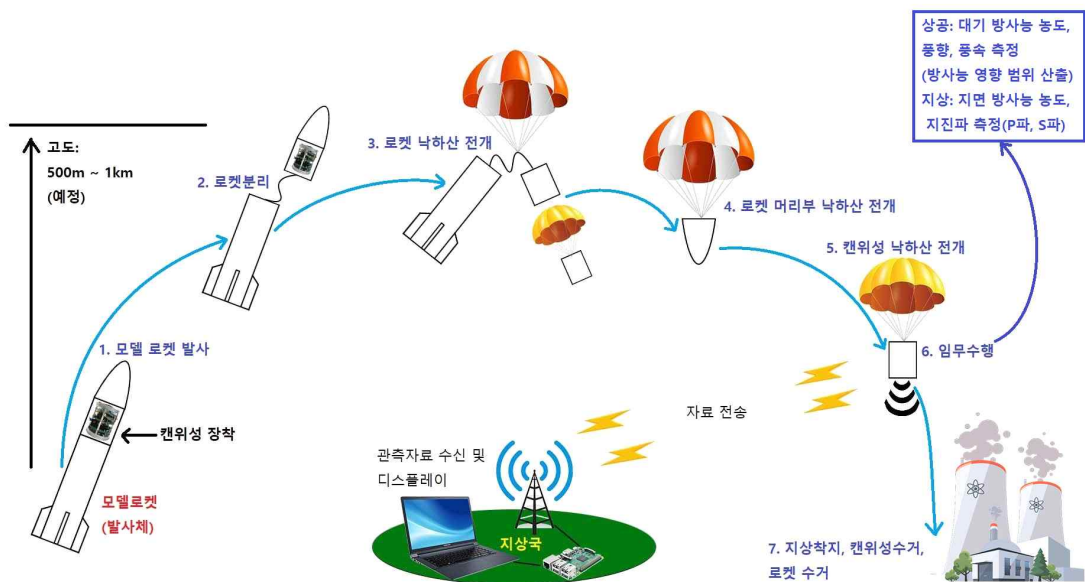 상공: 대기 방사능 농도,
풍향, 풍속 측정
(방사능 영향 범위 산출)
지상: 지면 방사능 농도,
지진파 측정(P파, S파)
고도:
500m ~ 1km
(예정)
1. 모델 로켓 발사
2. 로켓분리
3. 로켓 낙하산 전개
4. 로켓 머리부 낙하산 전개
5. 캔위성 낙하산 전개
6. 임무수행
캔위성 장착
모델로켓
(발사체)
자료 전송
관측자료 수신 및
디스플레이
지상국
7. 지상착지, 캔위성수거,
로켓 수거